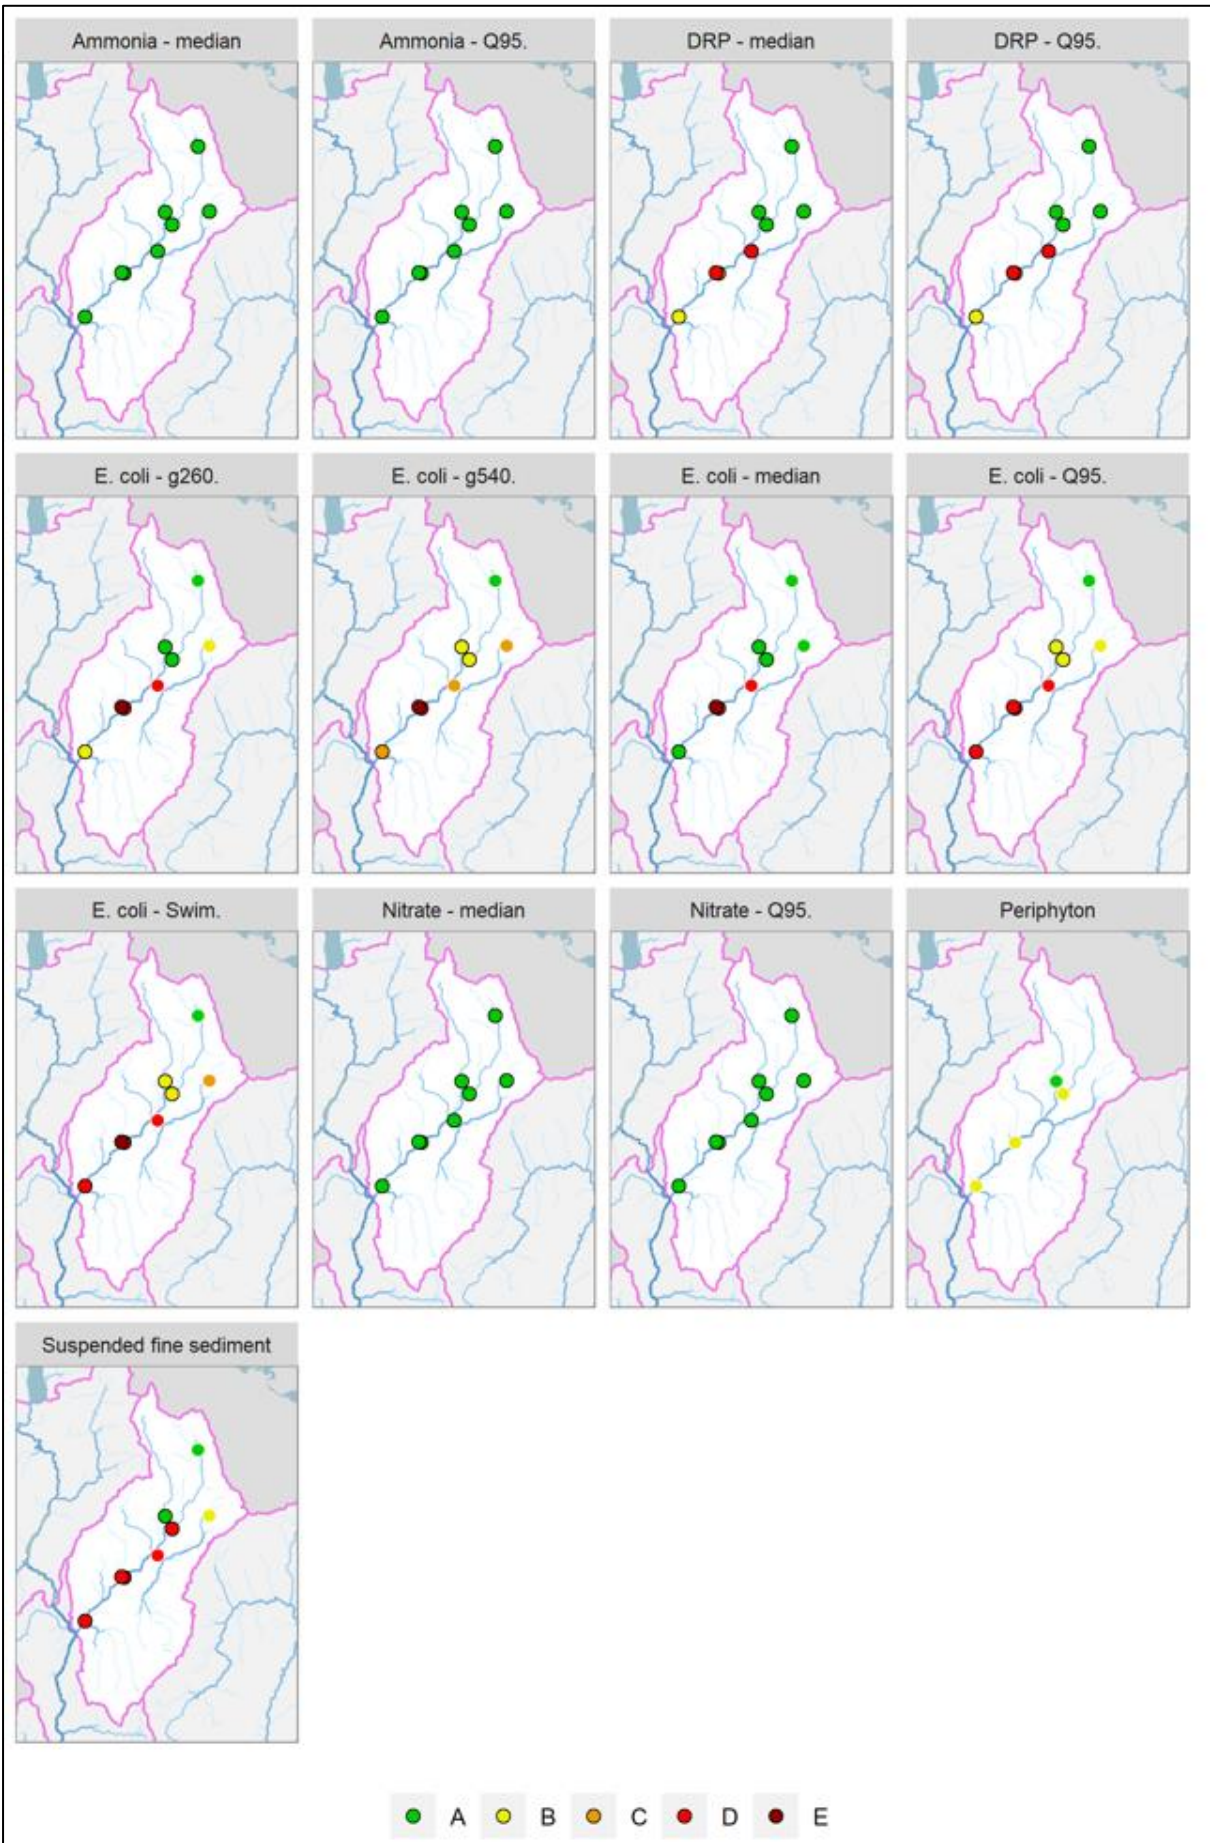 Ammonia - median
Ammonia - Q95.
DRP - median
DRP - Q95.
E. coli - g260.
E. coli - g540.
E. coli - median
E. coli - Q95.
E. coli - Swim.
Nitrate - median
Nitrate - Q95.
Periphyton
Suspended fine sediment
A B C D E